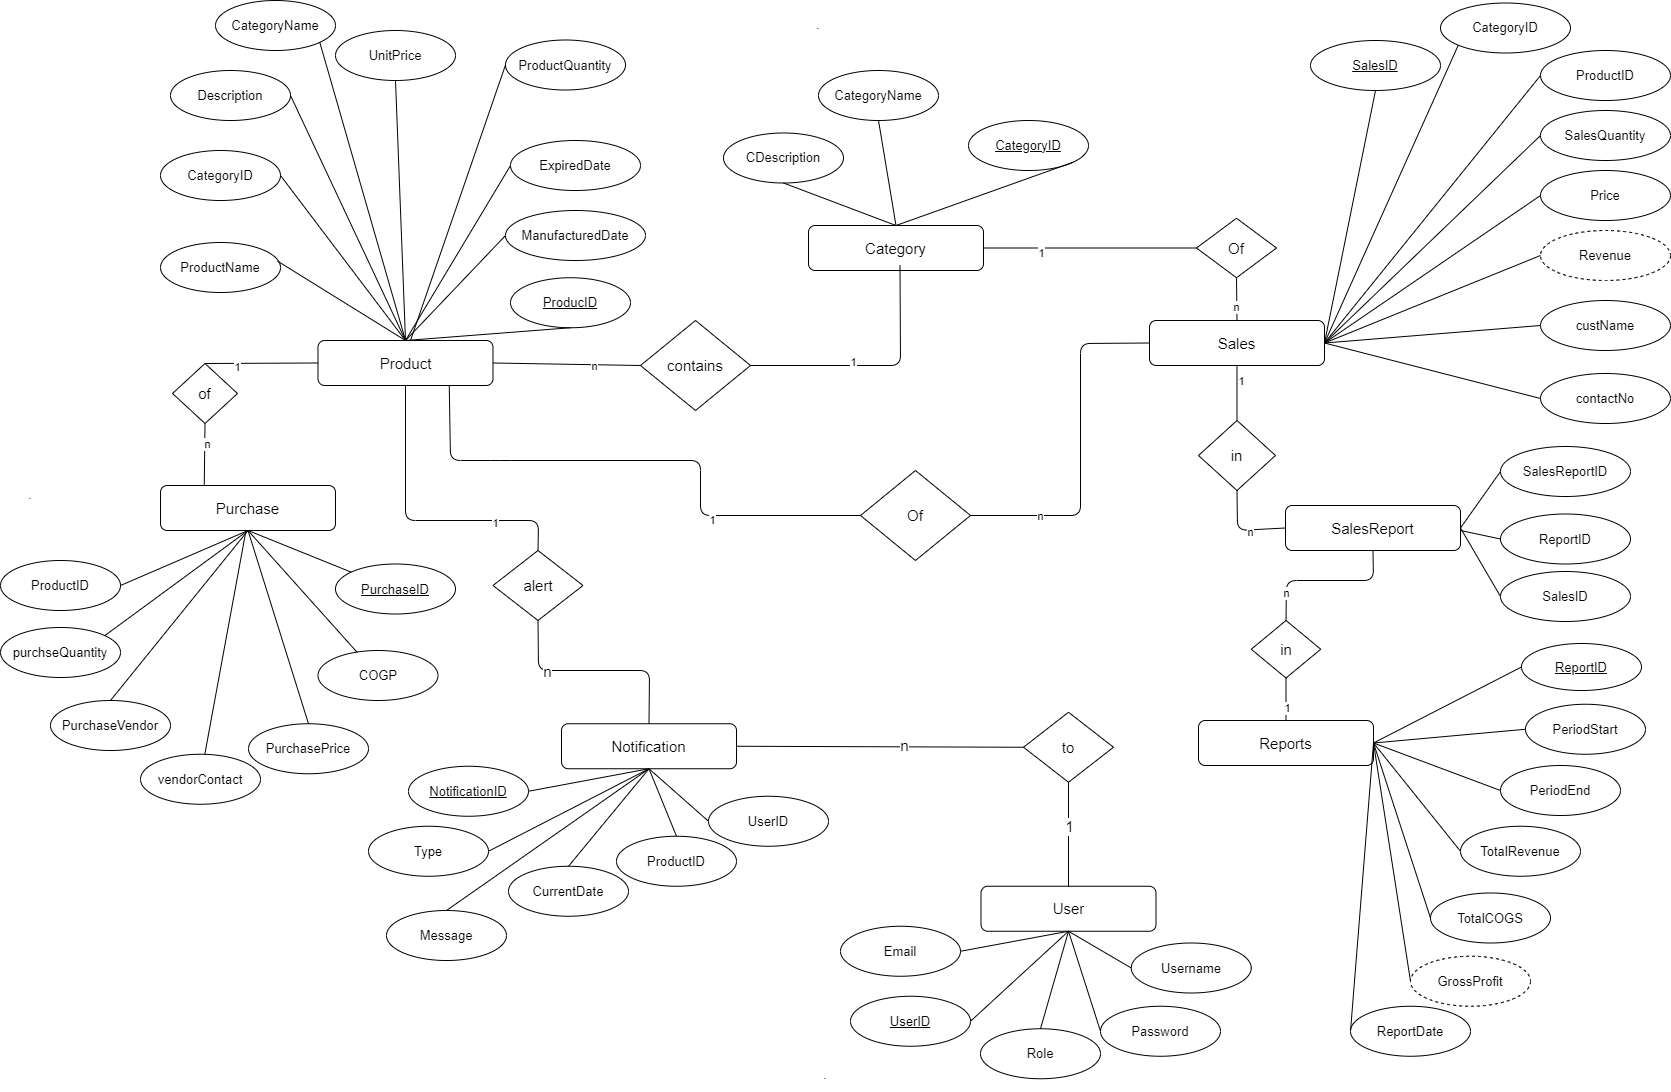 CategoryName
CategoryID
UnitPrice
ProductQuantity
SalesID
ProductID
Description
CategoryName
SalesQuantity
CDescription
CategoryID
ExpiredDate
CategoryID
Price
ManufacturedDate
Category
1
Of
Revenue
ProductName
ProducID
n
custName
Sales
Product
1
n
contains
1
1
of
contactNo
n
in
SalesReportID
Purchase
1
1
Of
n
n
SalesReport
ReportID
ProductID
PurchaseID
alert
n
SalesID
purchseQuantity
in
COGP
n
ReportID
1
PurchaseVendor
PurchasePrice
Notification
n
to
Reports
PeriodStart
vendorContact
NotificationID
PeriodEnd
UserID
1
Type
ProductID
TotalRevenue
CurrentDate
User
TotalCOGS
Message
Email
Username
GrossProfit
UserID
Password
ReportDate
Role